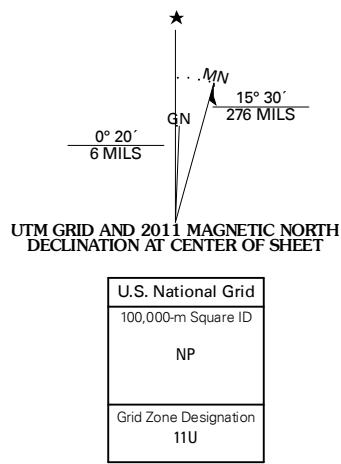 MN
15° 30´
276 MILS
GN
0° 20´
6 MILS
UTM GRID AND 2011 MAGNETIC NORTH
DECLINATION AT CENTER OF SHEET
U.S. National Grid
100,000-m Square ID
NP
Grid Zone Designation
11U